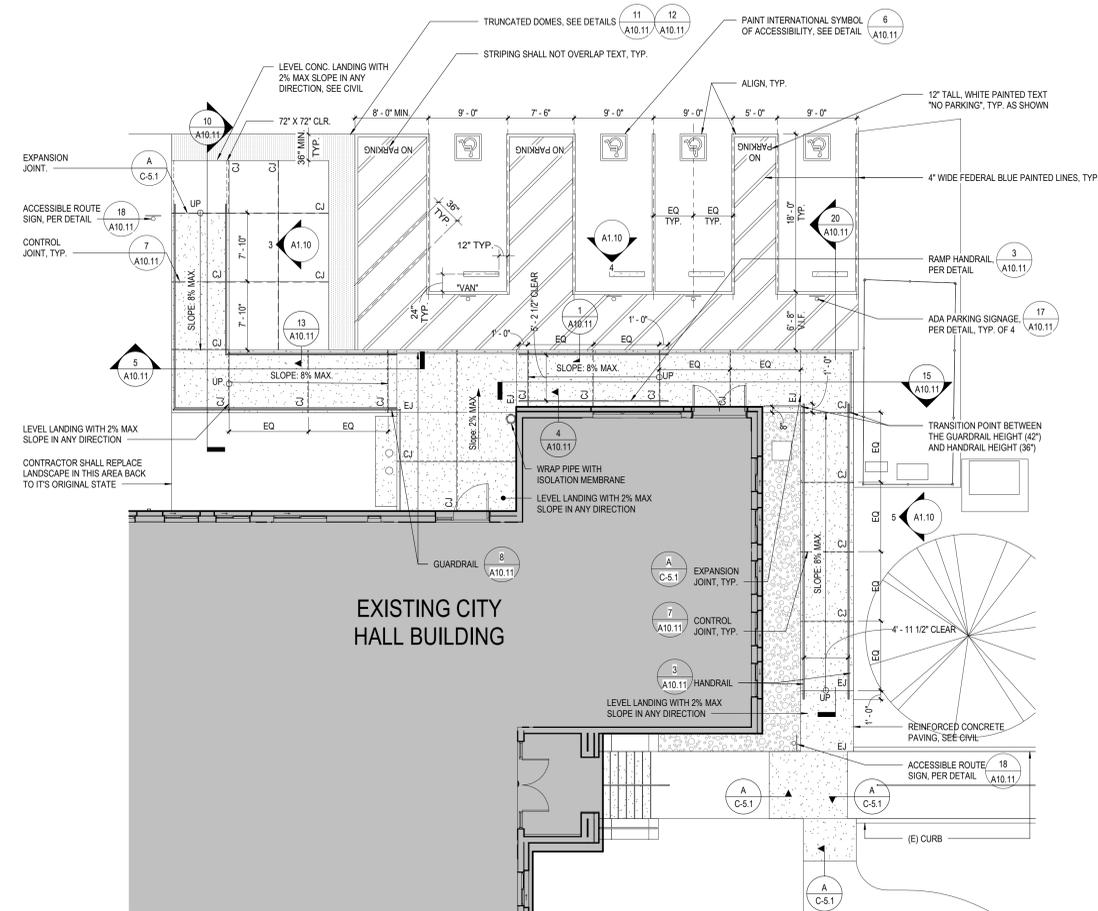 TRUNCATED DOMES, SEE DETAILS
11
A10.11
12
A10.11
PAINT INTERNATIONAL SYMBOL
OF ACCESSIBILITY, SEE DETAIL
6
A10.11
STRIPING SHALL NOT OVERLAP TEXT, TYP.
LEVEL CONC. LANDING WITH
2% MAX SLOPE IN ANY
DIRECTION, SEE CIVIL
ALIGN, TYP.
12" TALL, WHITE PAINTED TEXT
"NO PARKING", TYP. AS SHOWN
10
A10.11
72" X 72" CLR.
8' - 0" MIN.
9' - 0"
7' - 6"
9' - 0"
9' - 0"
5' - 0"
9' - 0"
36" MIN.
TYP.
NO PARKING
NO PARKING
NO
PARKING
EXPANSION
JOINT.
A
C-5.1
CJ
CJ
4" WIDE FEDERAL BLUE PAINTED LINES, TYP
ACCESSIBLE ROUTE
SIGN, PER DETAIL
18
A10.11
UP
CJ
36"
TYP.
EQ
TYP.
EQ
TYP.
18' - 0"
TYP.
20
A10.11
CONTROL
JOINT, TYP.
7
A10.11
3
A1.10
7' - 10"
12" TYP.
A1.10
4
RAMP HANDRAIL,
PER DETAIL
3
A10.11
SLOPE: 8% MAX.
CJ
CJ
"VAN"
24"
TYP.
5' - 2 1/2" CLEAR
7' - 10"
13
A10.11
1
A10.11
1' - 0"
1' - 0"
6' - 8"
V.I.F.
ADA PARKING SIGNAGE,
PER DETAIL, TYP. OF 4
17
A10.11
CJ
EQ
EQ
5
A10.11
UP
SLOPE: 8% MAX.
SLOPE: 8% MAX.
UP
EQ
EQ
1' - 0"
15
A10.11
CJ
CJ
CJ
EJ
EJ
CJ
CJ
CJ
EJ
CJ
Slope: 2% MAX.
EQ
EQ
4
A10.11
8"
LEVEL LANDING WITH 2% MAX
SLOPE IN ANY DIRECTION
TRANSITION POINT BETWEEN
THE GUARDRAIL HEIGHT (42")
AND HANDRAIL HEIGHT (36")
EQ
CJ
CONTRACTOR SHALL REPLACE
LANDSCAPE IN THIS AREA BACK
TO IT'S ORIGINAL STATE
WRAP PIPE WITH
ISOLATION MEMBRANE
LEVEL LANDING WITH 2% MAX
SLOPE IN ANY DIRECTION
CJ
CJ
EQ
5
A1.10
GUARDRAIL
8
A10.11
A
C-5.1
EXPANSION
JOINT, TYP.
SLOPE: 8% MAX.
CJ
EQ
EXISTING CITY
HALL BUILDING
7
A10.11
CONTROL
JOINT, TYP.
CJ
4' - 11 1/2" CLEAR
EQ
3
A10.11
HANDRAIL
EJ
UP
LEVEL LANDING WITH 2% MAX
SLOPE IN ANY DIRECTION
1' - 0"
REINFORCED CONCRETE
PAVING, SEE CIVIL
EJ
ACCESSIBLE ROUTE
SIGN, PER DETAIL
18
A10.11
A
C-5.1
A
C-5.1
(E) CURB
A
C-5.1